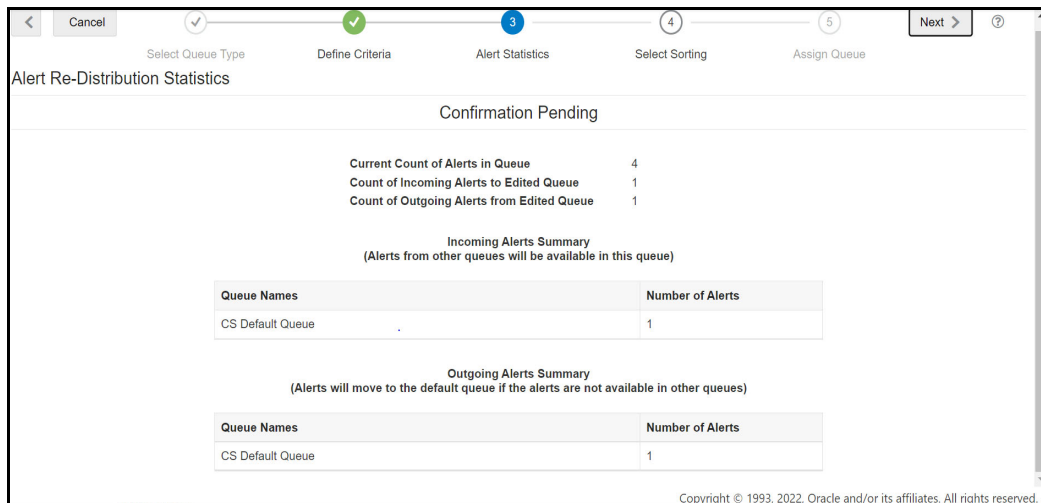 Cancel
3
4
5
Next
?
Select Queue Type
Define Criteria
Alert Statistics
Select Sorting
Assign Queue
Alert Re-Distribution Statistics
Confirmation Pending
Current Count of Alerts in Queue 4
Count of Incoming Alerts to Edited Queue 1
Count of Outgoing Alerts from Edited Queue 1
Incoming Alerts Summary
(Alerts from other queues will be available in this queue)
Queue Names Number of Alerts
CS Default Queue 1
Outgoing Alerts Summary
(Alerts will move to the default queue if the alerts are not available in other queues)
Queue Names Number of Alerts
CS Default Queue 1
Copyright © 1993, 2022, Oracle and/or its affiliates. All rights reserved.